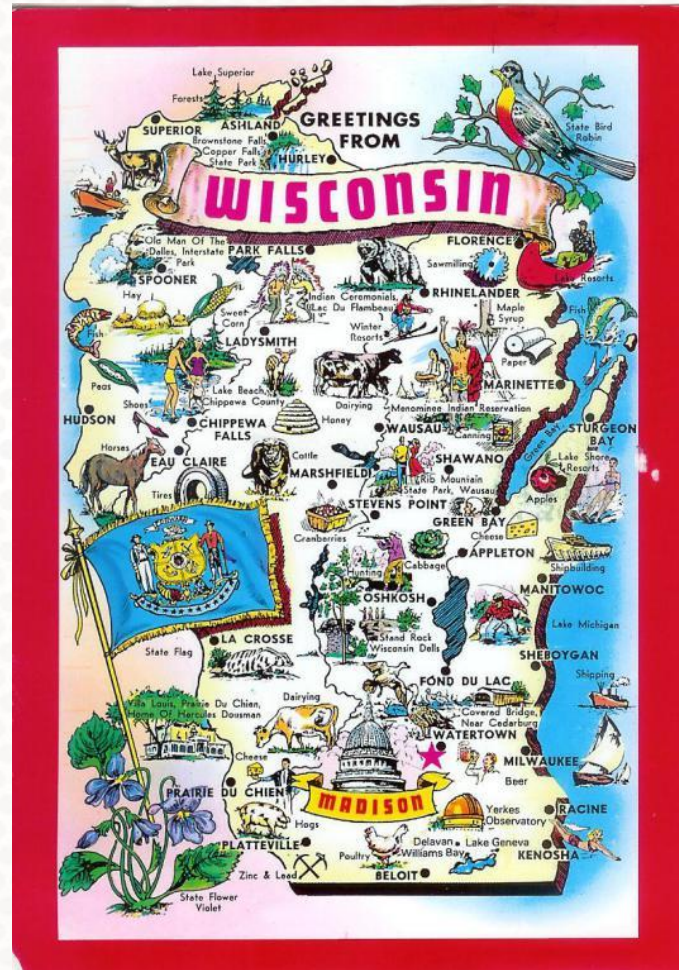 Lake Superior
Forests
SUPERIOR
ASHLAND
Brownstone Falls
Copper Falls
State Park
HURLEY
GREETINGS
FROM
State Bird
Robin
WISCONSIN
Old Man Of The
Dalles, Interstate
Park
PARK FALLS
FLORENCE
SPOONER
Sawmilling
Lake Resorts
Hay
Sweet
Corn
Indian Ceremonials,
Lac Du Flambeau
RHINELANDER
Maple
Syrup
Fish
Winter
Resorts
Fish
LADYSMITH
Paper
Peas
MARINETTE
Lake Beach,
Chippewa County
Shoes
Honey
Dairying
Menominee Indian Reservation
HUDSON
CHIPPEWA
FALLS
WAUSAU
Canning
Green Bay
STURGEON
BAY
Horses
EAU CLAIRE
Cattle
SHAWANO
Lake Shore
Resorts
MARSHFIELD
Rib Mountain
State Park, Wausau
Tires
Apples
STEVENS POINT
GREEN BAY
Cheese
Cranberries
APPLETON
Cabbage
Shipbuilding
Hunting
OSHKOSH
MANITOWOC
LA CROSSE
Stand Rock
Wisconsin Dells
Lake Michigan
State Flag
SHEBOYGAN
FOND DU LAC
Shipping
Villa Louis, Prairie Du Chien,
Home Of Hercules Dousman
Dairying
Covered Bridge,
Near Cedarburg
WATERTOWN
Cheese
MILWAUKEE
Beer
PRAIRIE DU CHIEN
MADISON
Yerkes
Observatory
RACINE
Hogs
PLATTEVILLE
Poultry
Delavan
Williams Bay
Lake Geneva
KENOSHA
Zinc & Lead
BELOIT
State Flower
Violet